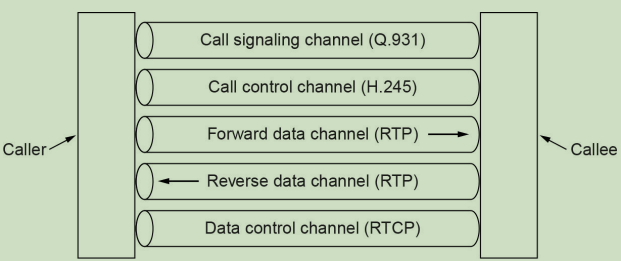 Call signaling channel (Q.931)
Call control channel (H.245)
Forward data channel (RTP)
Caller
Callee
Reverse data channel (RTP)
Data control channel (RTCP)